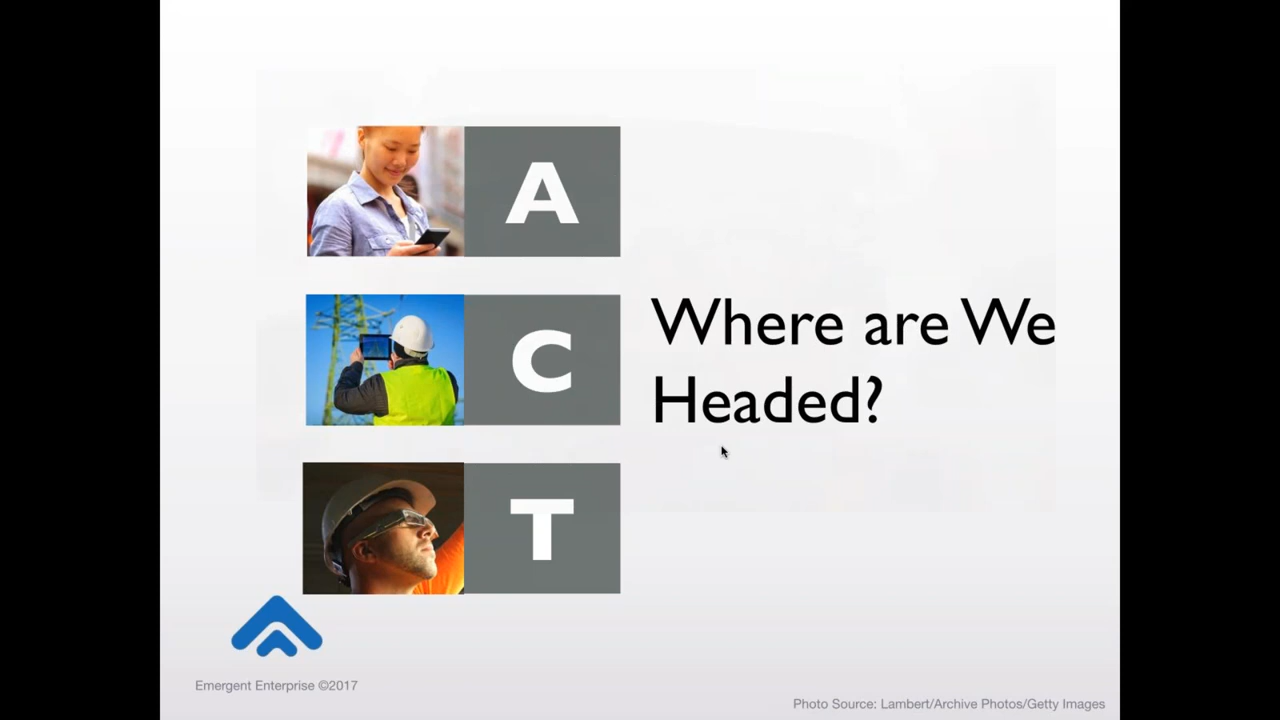 A
C
Where are We
Headed?
T
Emergent Enterprise ©2017
Photo Source: Lambert/Archive Photos/Getty Images